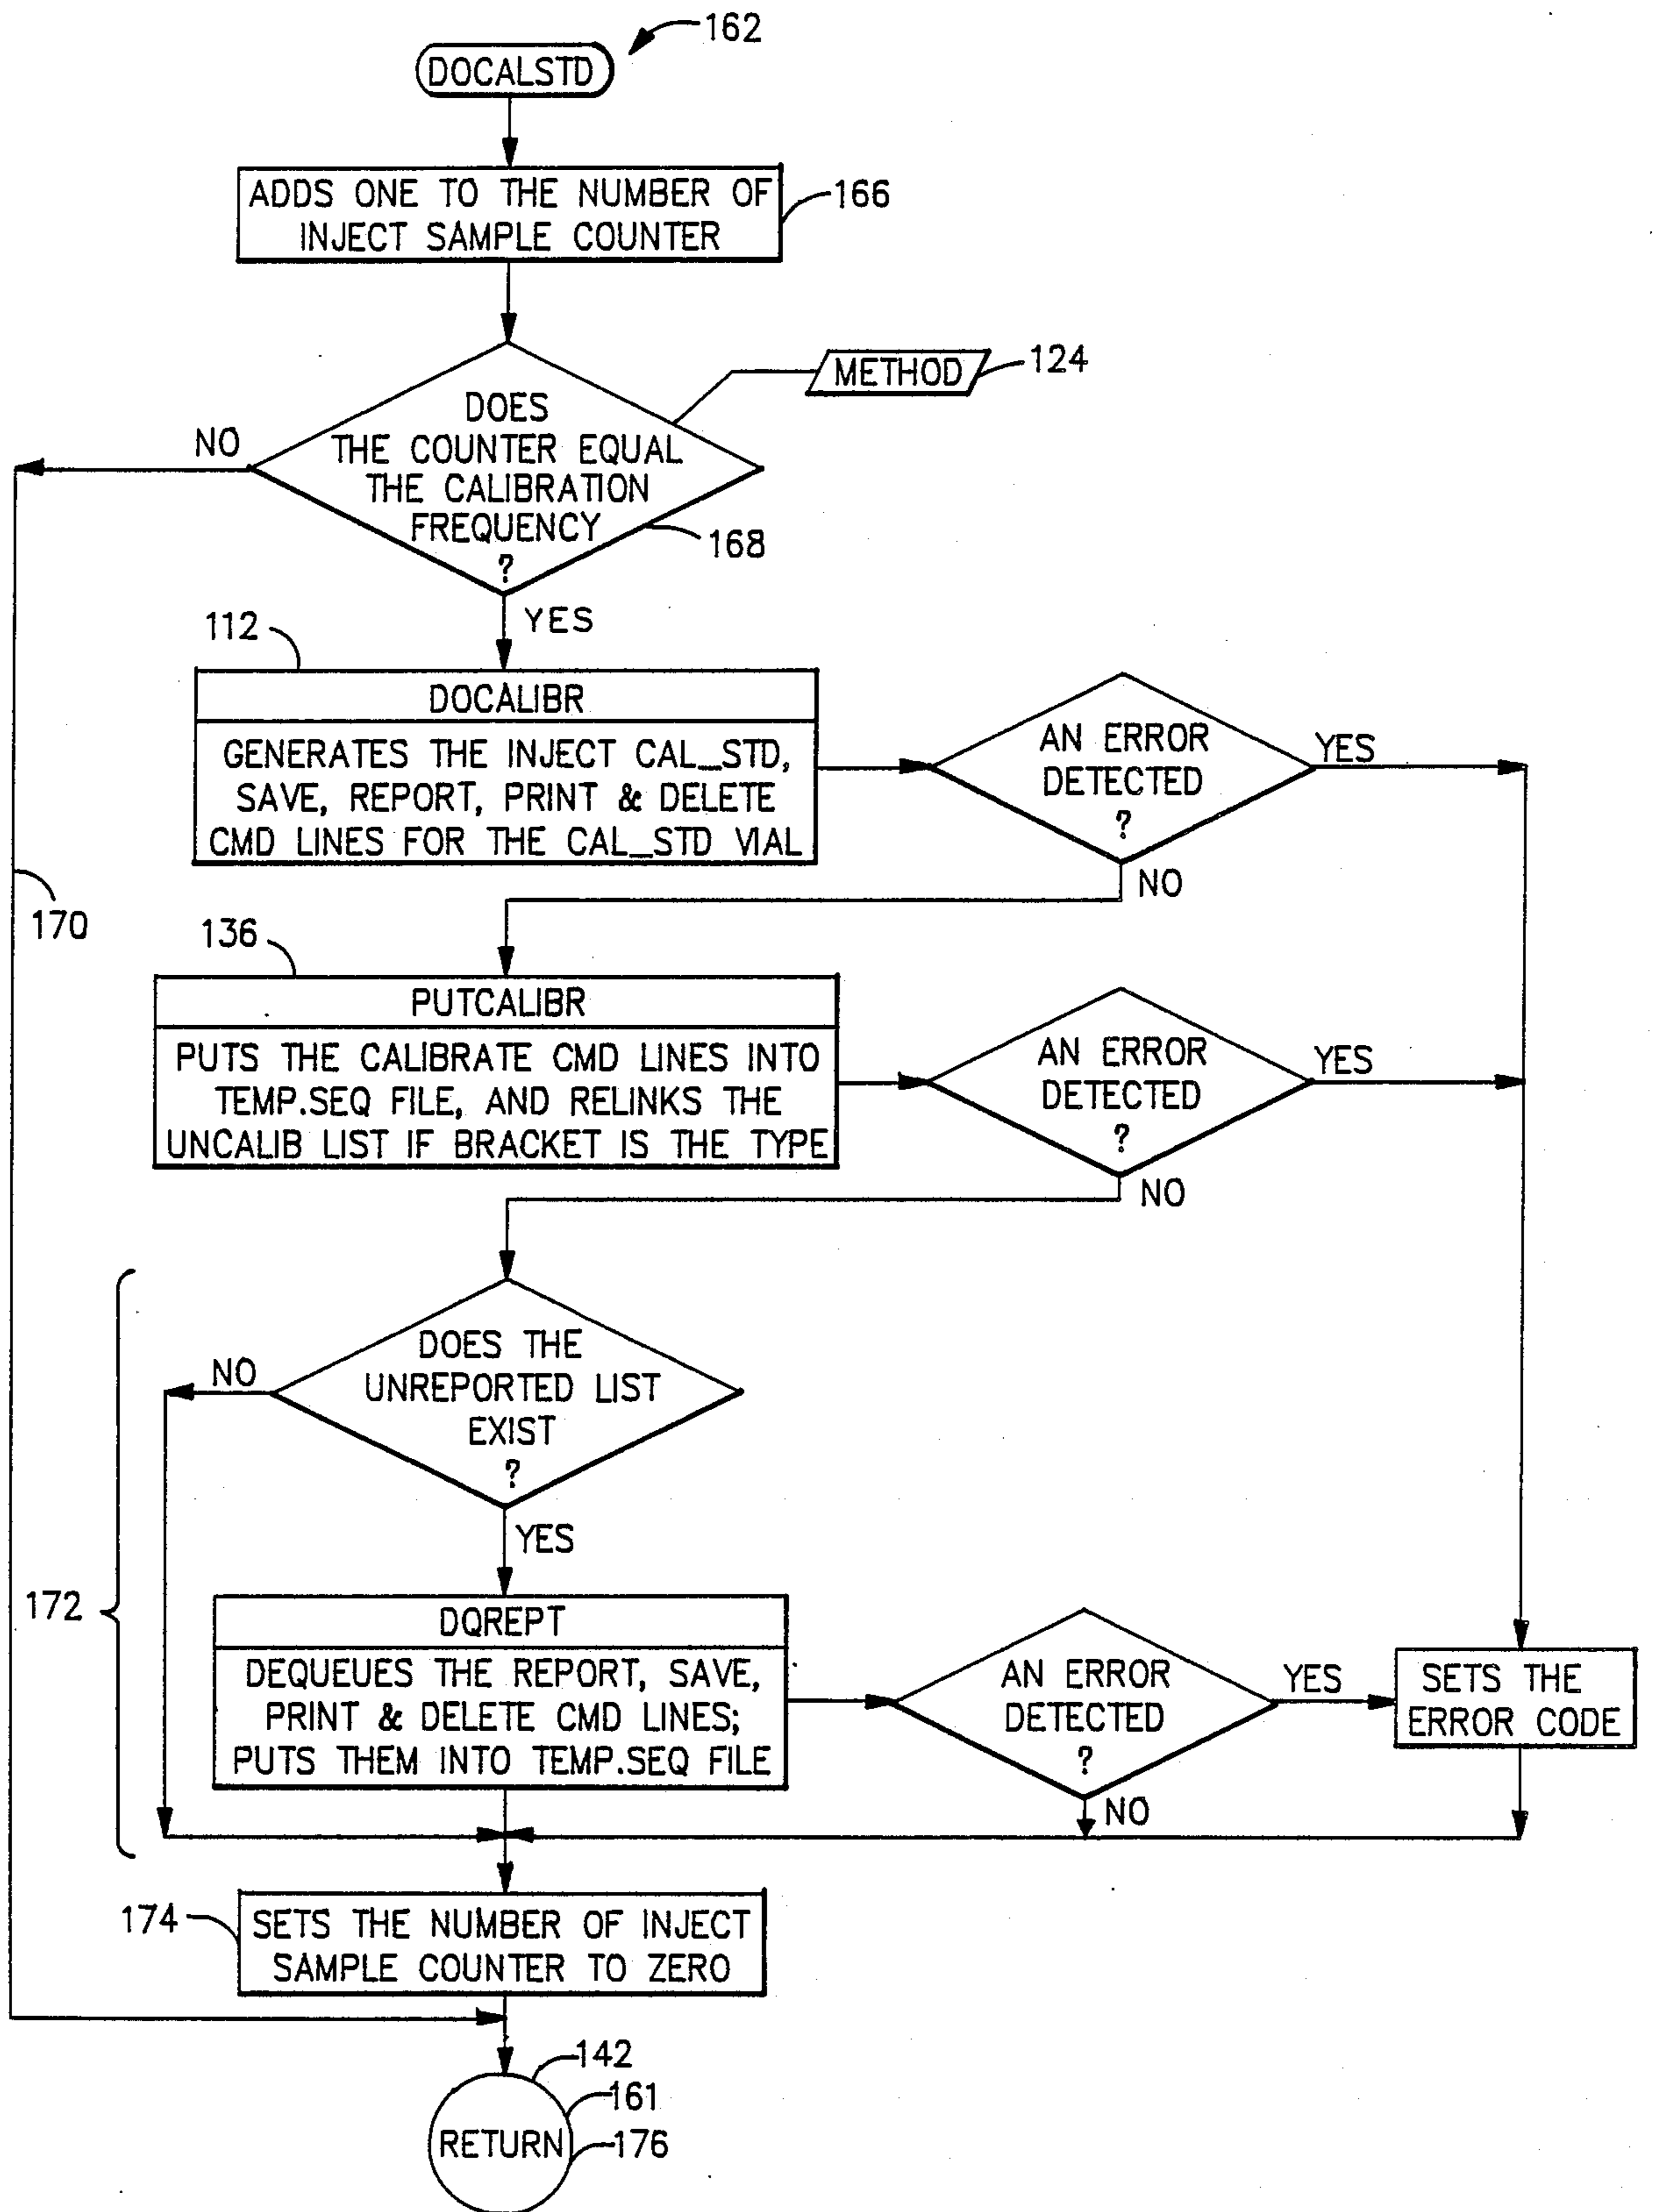 162
DOCALSTD
ADDS ONE TO THE NUMBER OF
INJECT SAMPLE COUNTER
166
METHOD
124
DOES
THE COUNTER EQUAL
THE CALIBRATION
FREQUENCY
?
NO
168
YES
170
112
DOCALIBR
GENERATES THE INJECT CAL_STD,
SAVE, REPORT, PRINT & DELETE
CMD LINES FOR THE CAL_STD VIAL
AN ERROR
DETECTED
?
YES
NO
136
PUTCALIBR
PUTS THE CALIBRATE CMD LINES INTO
TEMP.SEQ FILE, AND RELINKS THE
UNCALIB LIST IF BRACKET IS THE TYPE
AN ERROR
DETECTED
?
YES
NO
DOES THE
UNREPORTED LIST
EXIST
?
NO
YES
172
DQREPT
DEQUEUES THE REPORT, SAVE,
PRINT & DELETE CMD LINES;
PUTS THEM INTO TEMP.SEQ FILE
AN ERROR
DETECTED
?
YES
NO
SETS THE
ERROR CODE
174
SETS THE NUMBER OF INJECT
SAMPLE COUNTER TO ZERO
142
161
RETURN
176